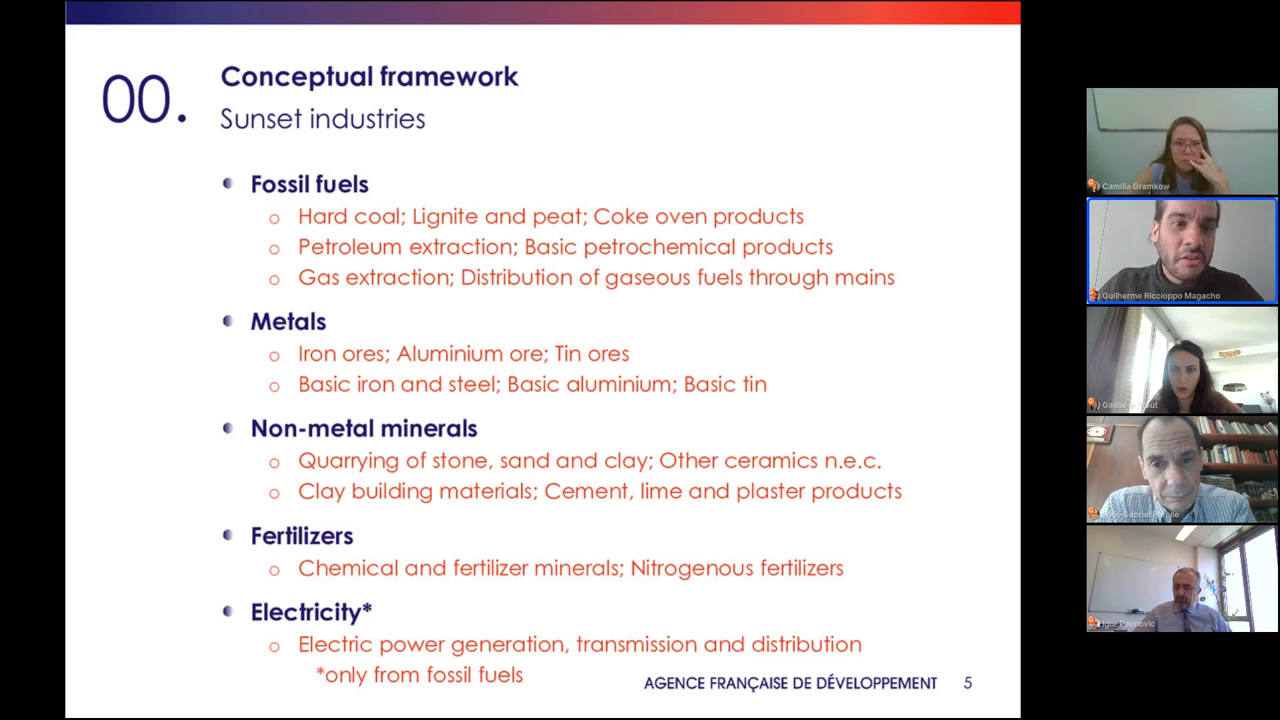 00.
Conceptual framework
Sunset industries
Fossil fuels
Hard coal; Lignite and peat; Coke oven products
Petroleum extraction; Basic petrochemical products
Gas extraction; Distribution of gaseous fuels through mains
Metals
Iron ores; Aluminium ore; Tin ores
Basic iron and steel; Basic aluminium; Basic tin
Non-metal minerals
Quarrying of stone, sand and clay; Other ceramics n.e.c.
Clay building materials; Cement, lime and plaster products
Fertilizers
Chemical and fertilizer minerals; Nitrogenous fertilizers
Electricity*
Electric power generation, transmission and distribution
*only from fossil fuels
AGENCE FRANÇAISE DE DÉVELOPPEMENT 5
Camilla Gramkow
Guilherme Riccioppo Magacho
Igor Paunovic